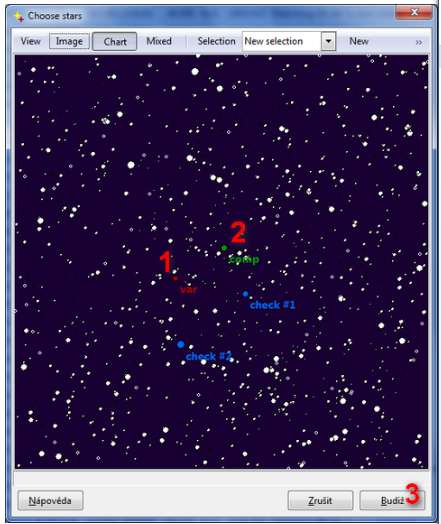 Choose stars
View Image Chart Mixed Selection New selection New »
2
comp
1
var
check #1
check #2
Nápověda Zrušit Budiž 3